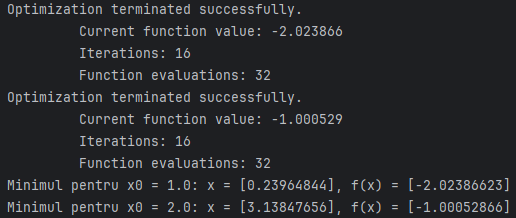 Optimization terminated successfully.
         Current function value: -2.023866
         Iterations: 16
         Function evaluations: 32
Optimization terminated successfully.
         Current function value: -1.000529
         Iterations: 16
         Function evaluations: 32
Minimul pentru x0 = 1.0: x = [0.23964844], f(x) = [-2.02386623]
Minimul pentru x0 = 2.0: x = [3.13847656], f(x) = [-1.00052866]